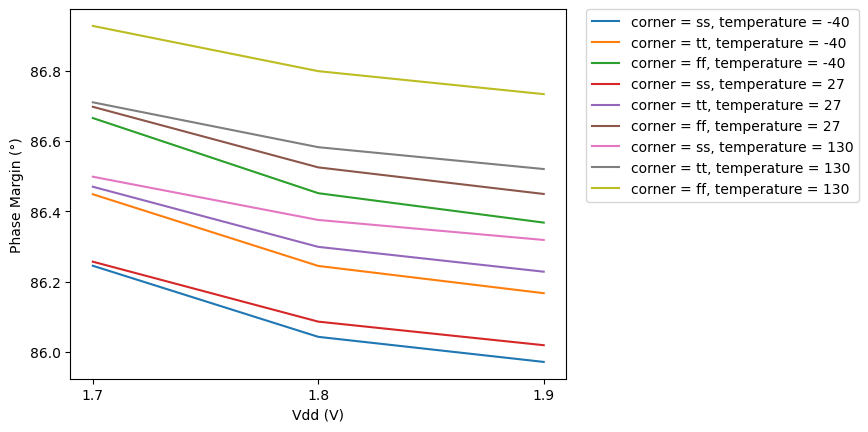 corner = ss, temperature = -40
corner = tt, temperature = -40
corner = ff, temperature = -40
corner = ss, temperature = 27
corner = tt, temperature = 27
corner = ff, temperature = 27
corner = ss, temperature = 130
corner = tt, temperature = 130
corner = ff, temperature = 130
Phase Margin (°)
86.8
86.6
86.4
86.2
86.0
1.7
1.8
1.9
Vdd (V)